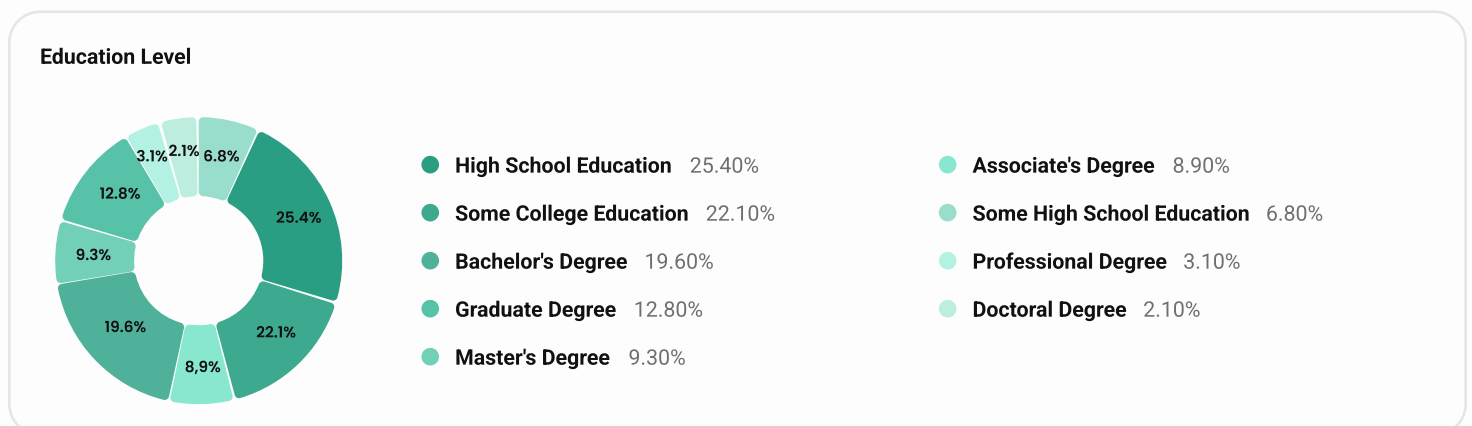 Education Level
3.1%
2.1%
6.8%
12.8%
25.4%
9.3%
19.6%
22.1%
8,9%
High School Education 25.40%
Some College Education 22.10%
Bachelor's Degree 19.60%
Graduate Degree 12.80%
Master's Degree 9.30%
Associate's Degree 8.90%
Some High School Education 6.80%
Professional Degree 3.10%
Doctoral Degree 2.10%